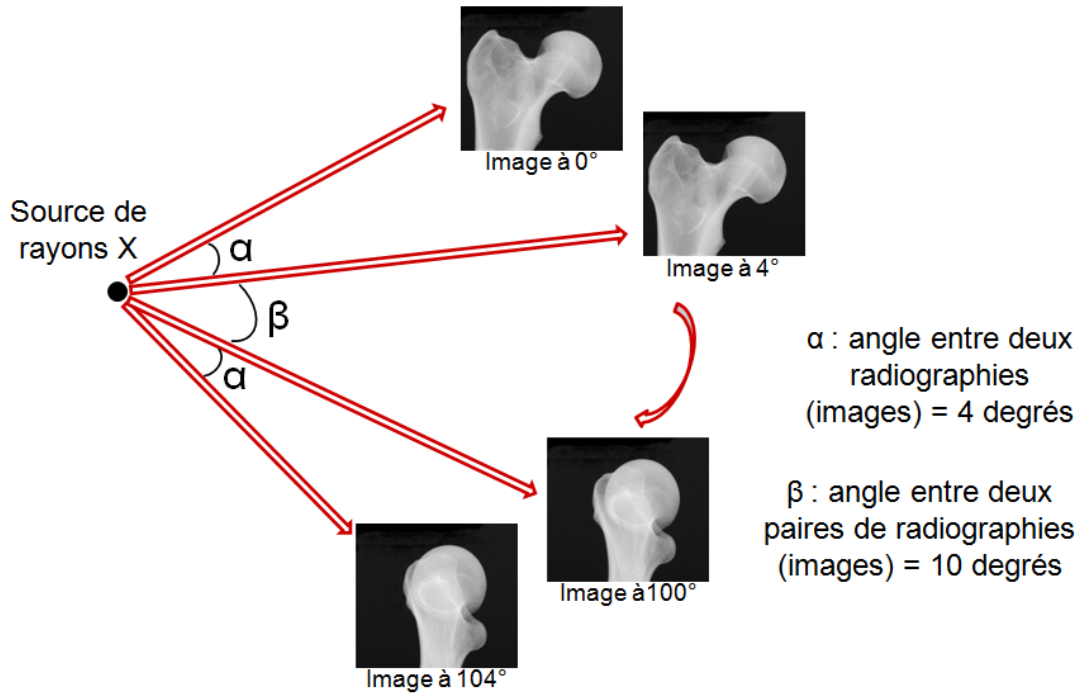 Image à 0°
Source de
rayons X
α
Image à 4°
β
α
α : angle entre deux
radiographies
(images) = 4 degrés
β : angle entre deux
paires de radiographies
(images) = 10 degrés
Image à100°
Image à 104°